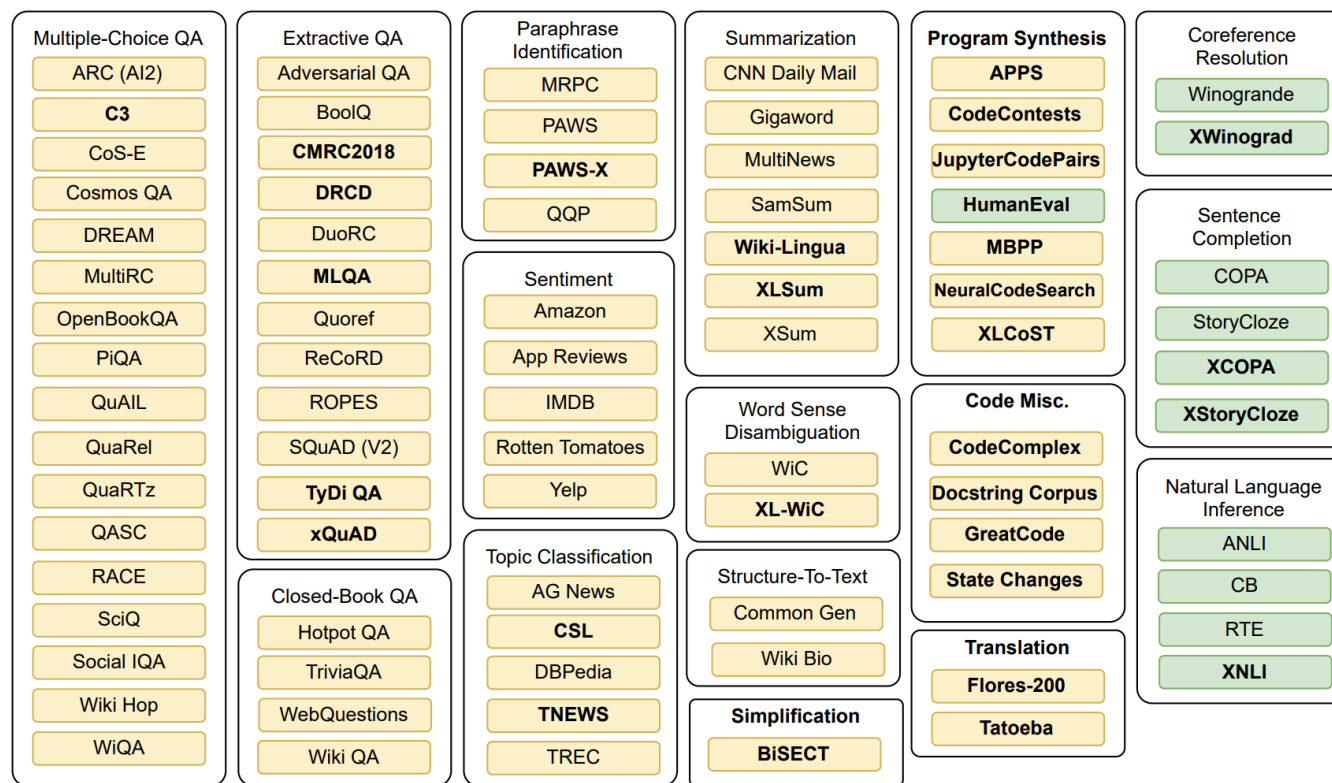 Multiple-Choice QA
ARC (AI2)
C3
CoS-E
Cosmos QA
DREAM
MultiRC
OpenBookQA
PiQA
QuAIL
QuaRel
QuaRTz
QASC
RACE
SciQ
Social IQA
Wiki Hop
WiQA
Extractive QA
Adversarial QA
BoolQ
CMRC2018
DRCD
DuoRC
MLQA
Quoref
ReCoRD
ROPES
SQuAD (V2)
TyDi QA
xQuAD
Closed-Book QA
Hotpot QA
TriviaQA
WebQuestions
Wiki QA
Paraphrase
Identification
MRPC
PAWS
PAWS-X
QQP
Sentiment
Amazon
App Reviews
IMDB
Rotten Tomatoes
Yelp
Topic Classification
AG News
CSL
DBPedia
TNEWS
TREC
Summarization
CNN Daily Mail
Gigaword
MultiNews
SamSum
Wiki-Lingua
XLSum
XSum
Word Sense
Disambiguation
WiC
XL-WiC
Structure-To-Text
Common Gen
Wiki Bio
Simplification
BiSECT
Program Synthesis
APPS
CodeContests
JupyterCodePairs
HumanEval
MBPP
NeuralCodeSearch
XLCoST
Code Misc.
CodeComplex
Docstring Corpus
GreatCode
State Changes
Translation
Flores-200
Tatoeba
Coreference
Resolution
Winogrande
XWinograd
Sentence
Completion
COPA
StoryCloze
XCOPA
XStoryCloze
Natural Language
Inference
ANLI
CB
RTE
XNLI